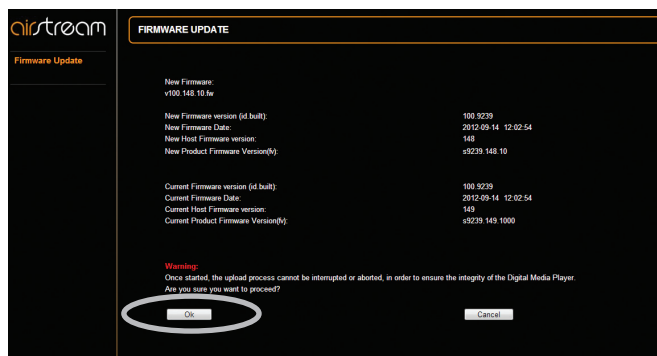 airstream
FIRMWARE UPDATE
Firmware Update
New Firmware:
v100.148.10.fw
New Firmware version (id.built): 100.9239
New Firmware Date: 2012-09-14 12:02:54
New Host Firmware version: 148
New Product Firmware Version(fv): s9239.148.10
Current Firmware version (id.built): 100.9239
Current Firmware Date: 2012-09-14 12:02:54
Current Host Firmware version: 149
Current Product Firmware Version(fv): s9239.149.1000
Warning:
Once started, the upload process cannot be interrupted or aborted, in order to ensure the integrity of the Digital Media Player.
Are you sure you want to proceed?
Ok Cancel